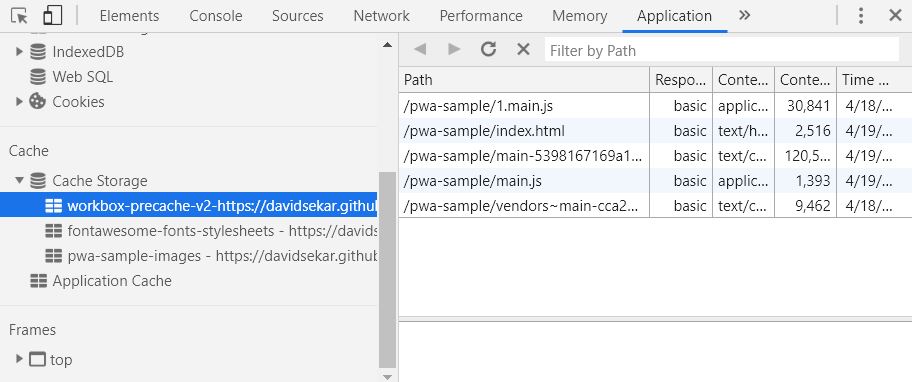 Elements Console Sources Network Performance Memory Application
Filter by Path
IndexedDB
Web SQL
Cookies
Cache
Cache Storage
workbox-precache-v2-https://davidsekar.githul
fontawesome-fonts-stylesheets - https://davids
pwa-sample-images - https://davidsekar.githul
Application Cache
Frames
top
Path Respo... Conte... Conte... Time ...
/pwa-sample/1.main.js basic applic... 30,841 4/18/...
/pwa-sample/index.html basic text/h... 2,516 4/19/...
/pwa-sample/main-5398167169a1... basic text/c... 120,5... 4/19/...
/pwa-sample/main.js basic applic... 1,393 4/19/...
/pwa-sample/vendors~main-cca2... basic text/c... 9,462 4/18/...